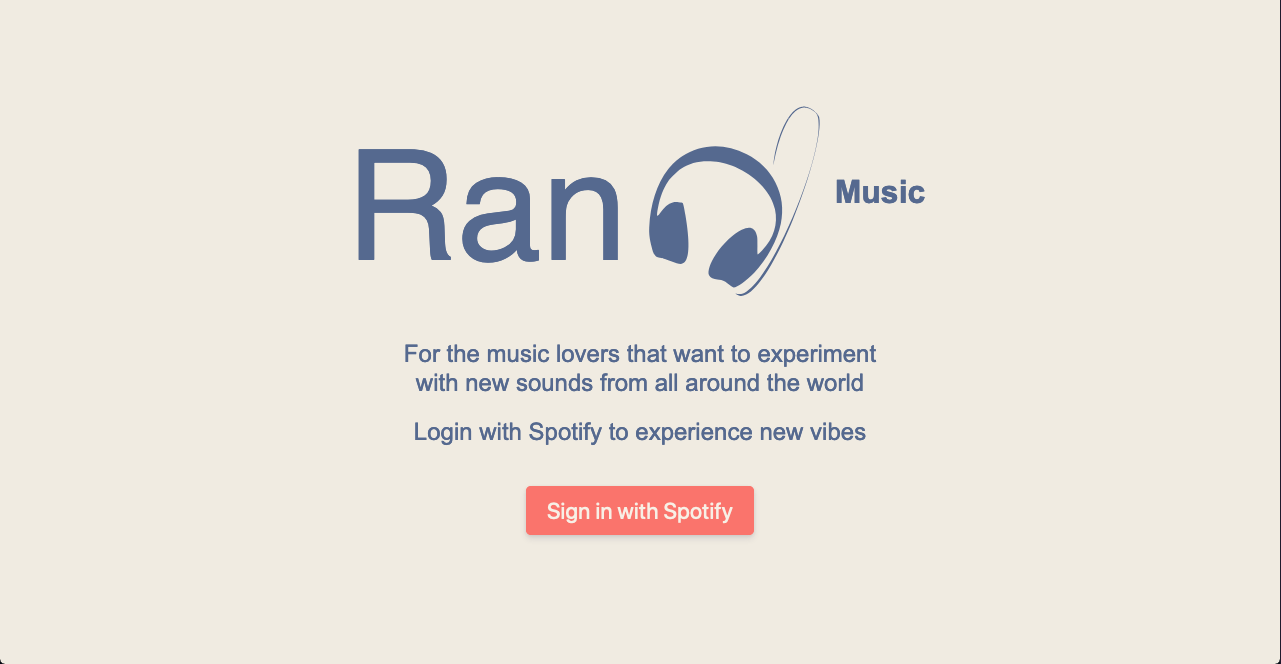 Ran
Music
For the music lovers that want to experiment
with new sounds from all around the world
Login with Spotify to experience new vibes
Sign in with Spotify